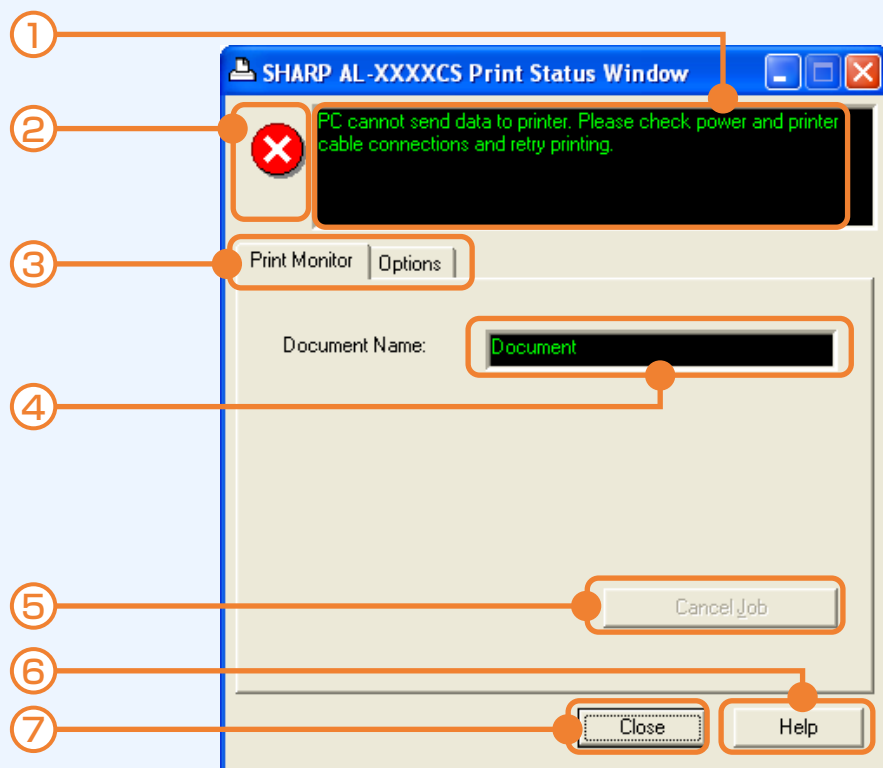 ①
SHARP AL-XXXXCS Print Status Window
②
PC cannot send data to printer. Please check power and printer
cable connections and retry printing.
③
Print Monitor
Options
Document Name:
Document
④
⑤
Cancel Job
⑥
⑦
Close
Help